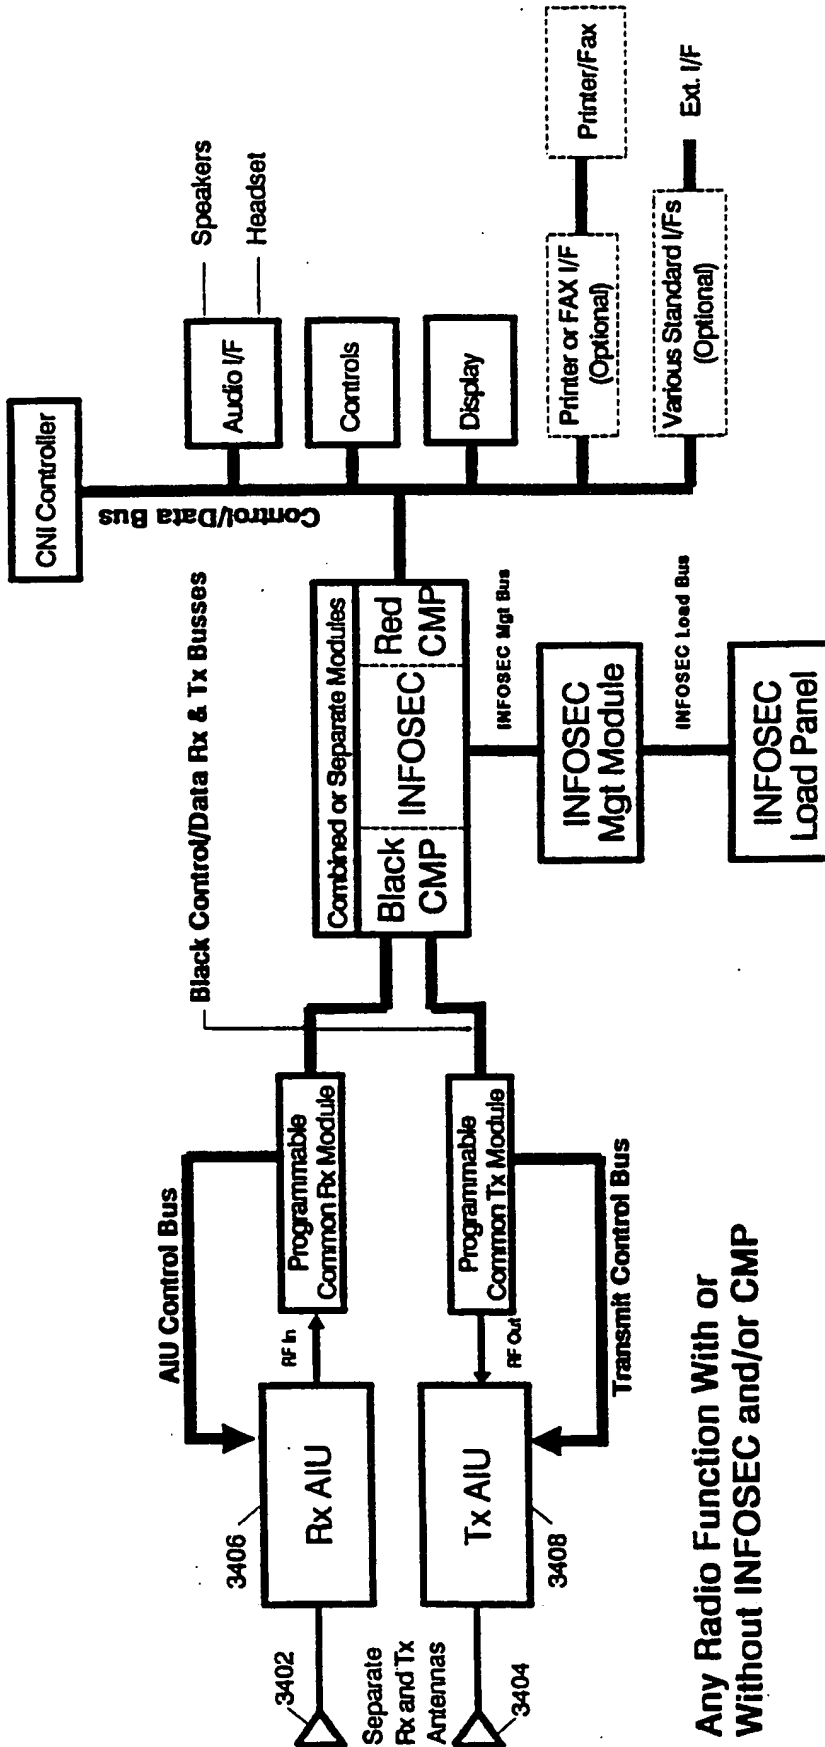 3402
Separate
Rx and Tx
Antennas
3404
3406
Rx AIU
Tx AIU
3408
AIU Control Bus
RF In
RF Out
Transmit Control Bus
Programmable
Common Rx Module
Programmable
Common Tx Module
Black Control/Data Rx & Tx Busses
Combined or Separate Modules
Black
CMP
INFOSEC
Red
CMP
INFOSEC Mgt Bus
INFOSEC
Mgt Module
INFOSEC Load Bus
INFOSEC
Load Panel
CNI Controller
Control/Data Bus
Audio I/F
Speakers
Headset
Controls
Display
Printer or FAX I/F
(Optional)
Printer/Fax
Various Standard I/Fs
(Optional)
Ext. I/F
Any Radio Function With or
Without INFOSEC and/or CMP